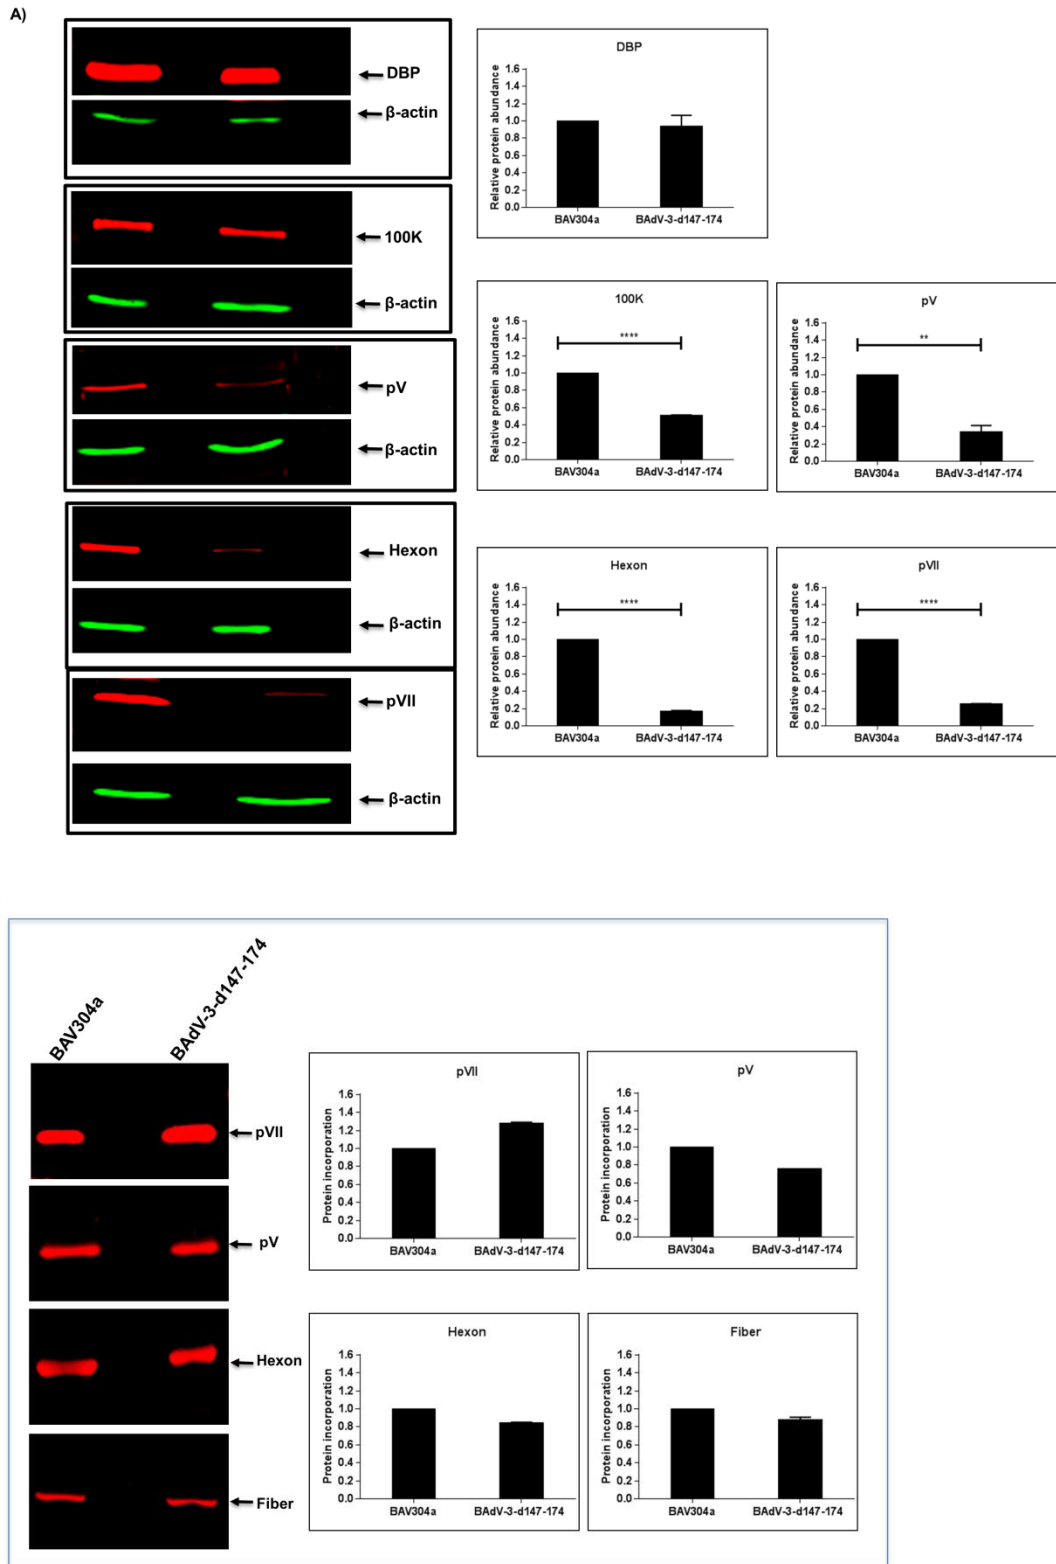 A)
DBP
β-actin
100K
β-actin
pV
β-actin
Hexon
β-actin
pVII
β-actin
DBP
Relative protein abundance
1.6
1.4
1.2
1.0
0.8
0.6
0.4
0.2
0.0
BAV304a BAdV-3-d147-174
100K
Relative protein abundance
1.6
1.4
1.2
1.0
0.8
0.6
0.4
0.2
0.0
****
BAV304a BAdV-3-d147-174
pV
Relative protein abundance
1.6
1.4
1.2
1.0
0.8
0.6
0.4
0.2
0.0
**
BAV304a BAdV-3-d147-174
Hexon
Relative protein abundance
1.6
1.4
1.2
1.0
0.8
0.6
0.4
0.2
0.0
****
BAV304a BAdV-3-d147-174
pVII
Relative protein abundance
1.6
1.4
1.2
1.0
0.8
0.6
0.4
0.2
0.0
****
BAV304a BAdV-3-d147-174
BAV304a
BAdV-3-d147-174
pVII
pV
Hexon
Fiber
pVII
Protein incorporation
1.6
1.4
1.2
1.0
0.8
0.6
0.4
0.2
0.0
BAV304a BAdV-3-d147-174
pV
Protein incorporation
1.6
1.4
1.2
1.0
0.8
0.6
0.4
0.2
0.0
BAV304a BAdV-3-d147-174
Hexon
Protein incorporation
1.6
1.4
1.2
1.0
0.8
0.6
0.4
0.2
0.0
BAV304a BAdV-3-d147-174
Fiber
Protein incorporation
1.6
1.4
1.2
1.0
0.8
0.6
0.4
0.2
0.0
BAV304a BAdV-3-d147-174